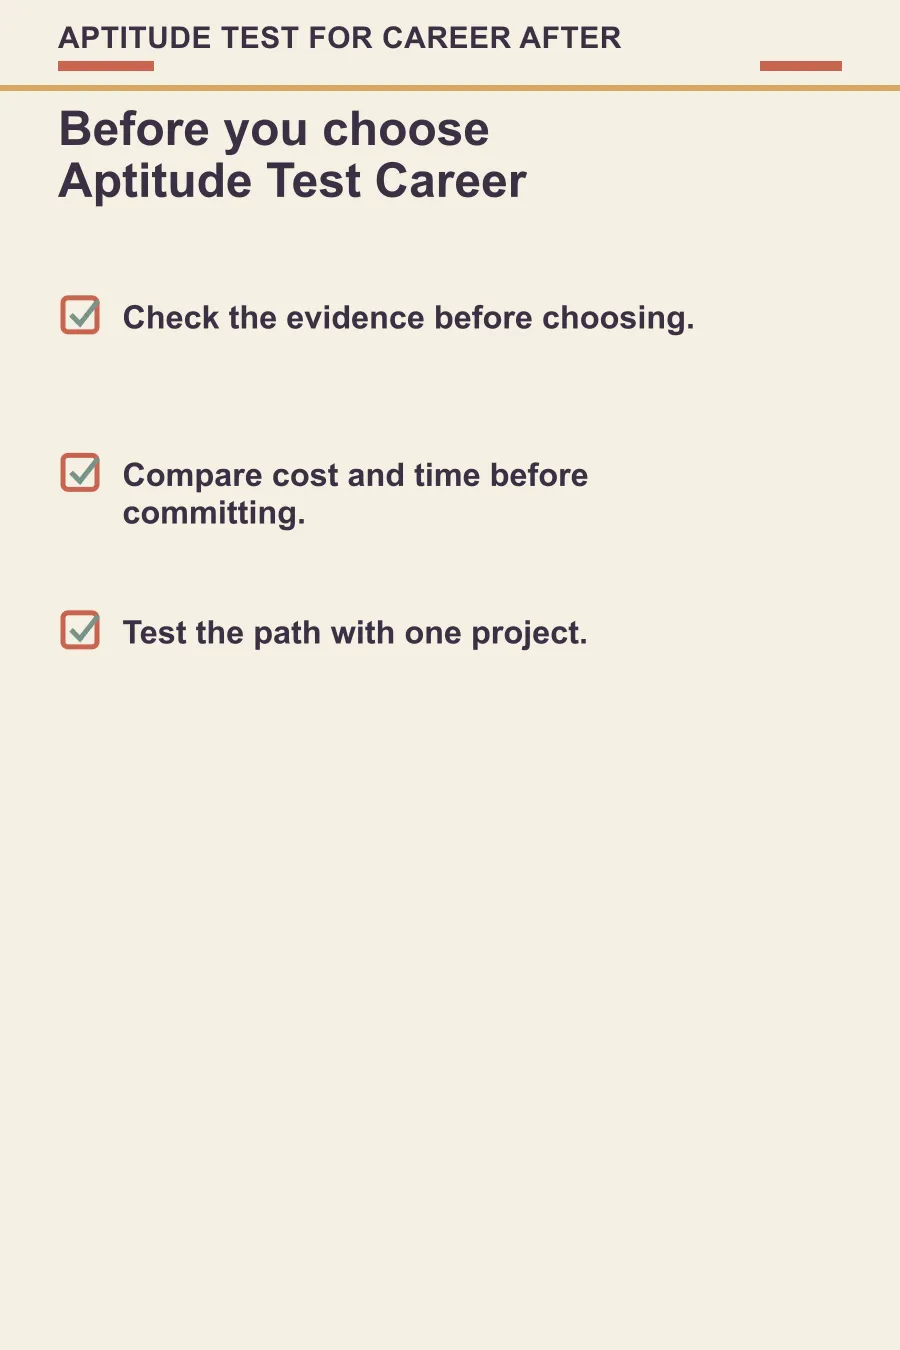 APTITUDE TEST FOR CAREER AFTER
Before you choose
Aptitude Test Career
Check the evidence before choosing.
Compare cost and time before
committing.
Test the path with one project.